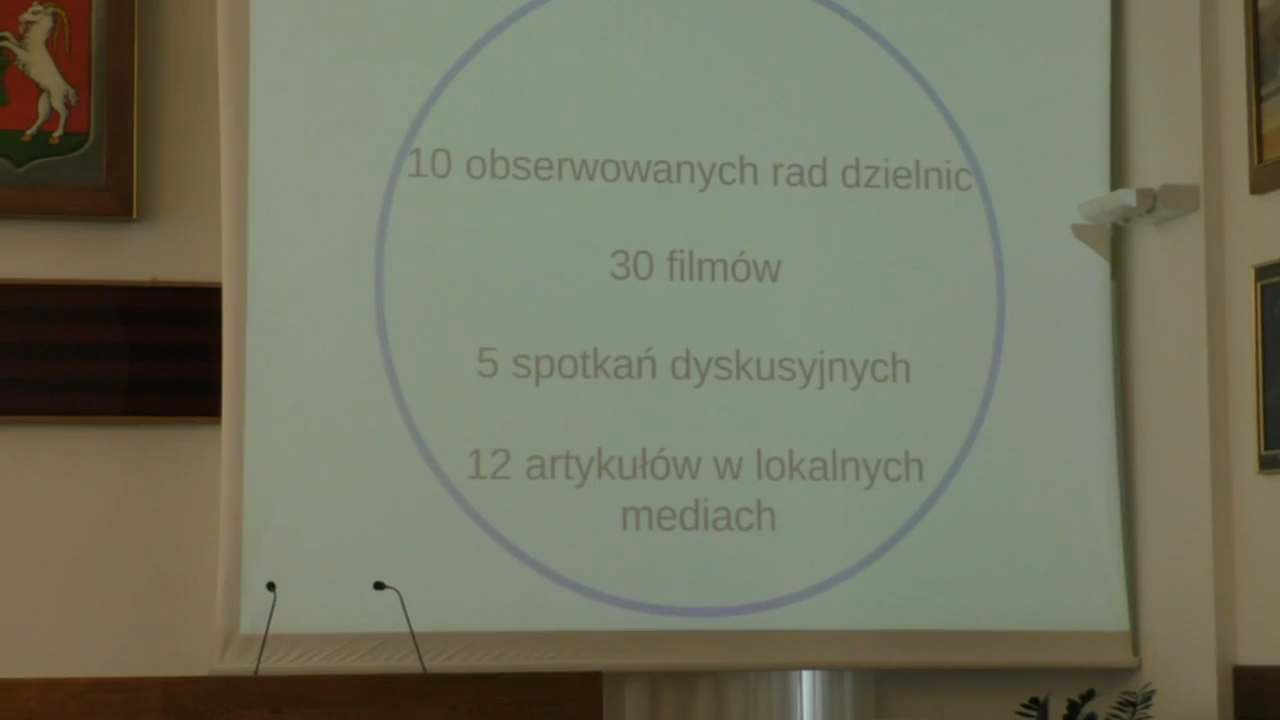 10 obserwowanych rad dzielnic
30 filmów
5 spotkań dyskusyjnych
12 artykułów w lokalnych
mediach